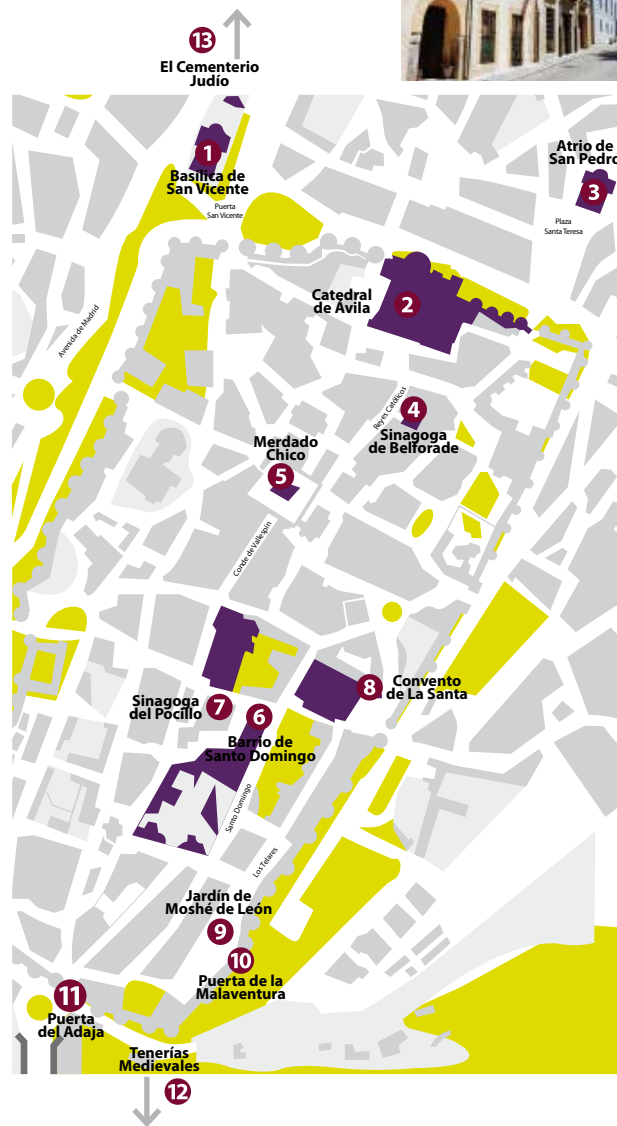 13
El Cementerio
Judío
1
Basílica de
San Vicente
Puerta
San Vicente
Atrio de
San Pedro
3
Plaza
Santa Teresa
Catedral
de Ávila
2
Avenida de Madrid
Reyes Católicos
4
Sinagoga
de Belforade
Merdado
Chico
5
Conde de Vallespín
Sinagoga
del Pocillo
7
6
Barrio de
Santo Domingo
8
Convento
de La Santa
Santo Domingo
Los Telares
Jardín de
Moshé de León
9
10
Puerta de la
Malaventura
11
Puerta
del Adaja
Tenerías
Medievales
12